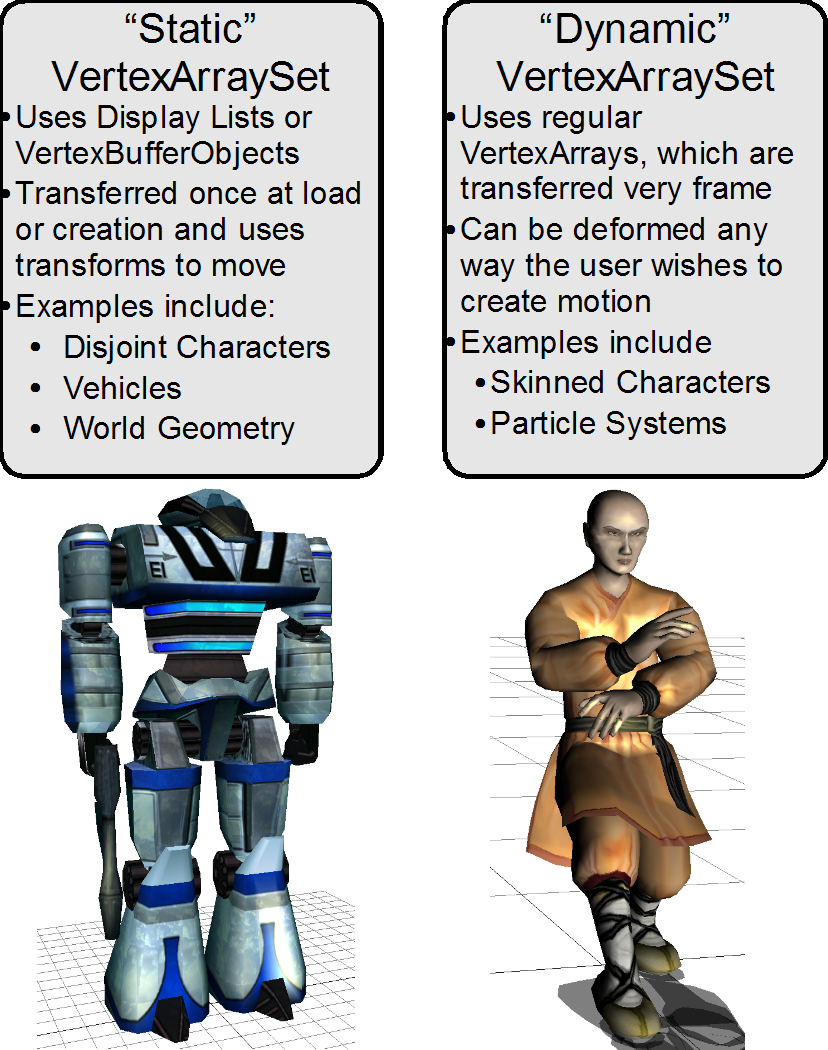 “Static”
VertexArraySet
•Uses Display Lists or
VertexBufferObjects
•Transferred once at load
or creation and uses
transforms to move
•Examples include:
• Disjoint Characters
• Vehicles
• World Geometry
“Dynamic”
VertexArraySet
•Uses regular
VertexArrays, which are
transferred very frame
•Can be deformed any
way the user wishes to
create motion
•Examples include
•Skinned Characters
•Particle Systems
EI
EI